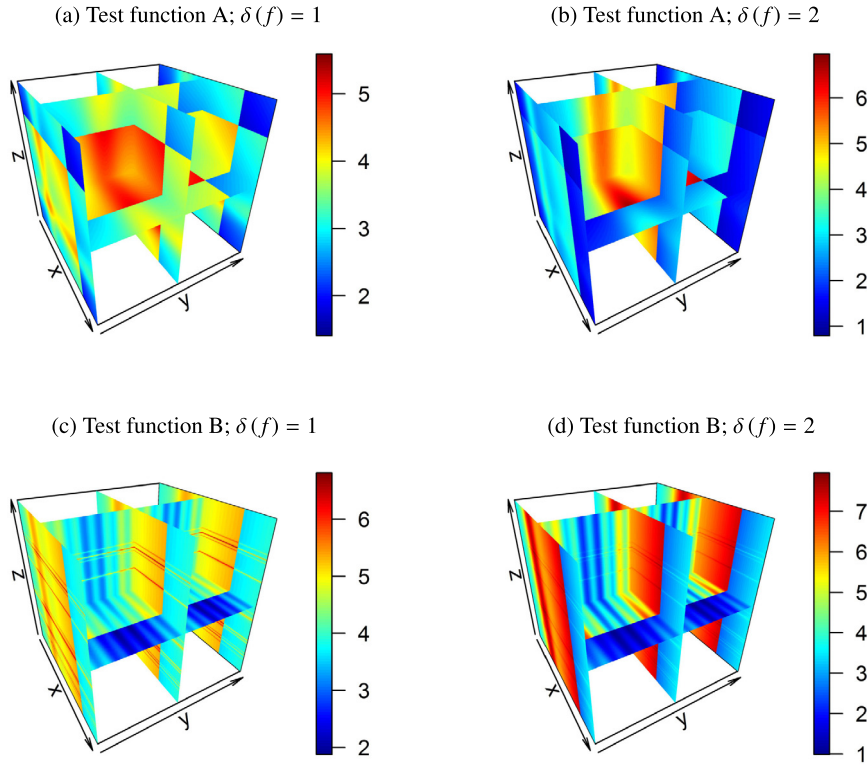 (a) Test function A; δ(f) = 1
(b) Test function A; δ(f) = 2
z
x
y
5
4
3
2
z
x
y
6
5
4
3
2
1
(c) Test function B; δ(f) = 1
(d) Test function B; δ(f) = 2
z
x
y
6
5
4
3
2
z
x
y
7
6
5
4
3
2
1